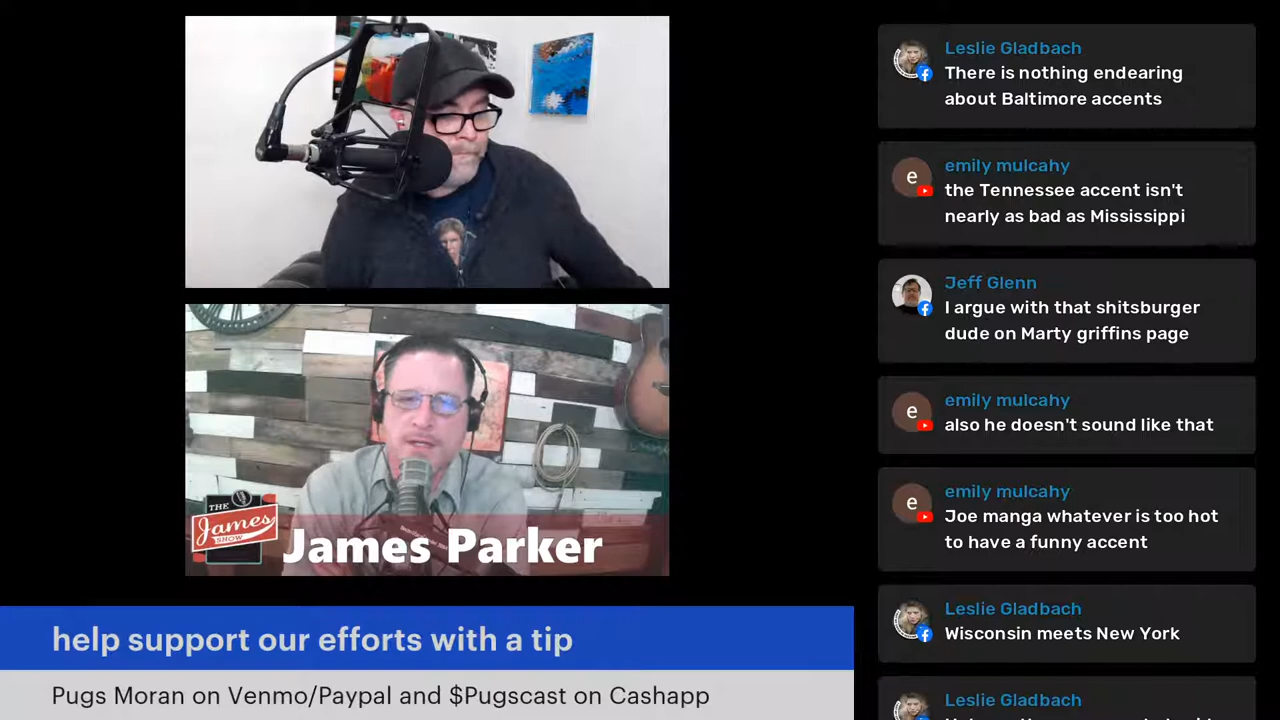 THE
James
SHOW
James Parker
help support our efforts with a tip
Pugs Moran on Venmo/Paypal and $Pugscast on Cashapp
Leslie Gladbach
There is nothing endearing
about Baltimore accents
emily mulcahy
e
the Tennessee accent isn't
nearly as bad as Mississippi
Jeff Glenn
I argue with that shitsburger
dude on Marty griffins page
emily mulcahy
e
also he doesn't sound like that
emily mulcahy
e
Joe manga whatever is too hot
to have a funny accent
Leslie Gladbach
Wisconsin meets New York
Leslie Gladbach